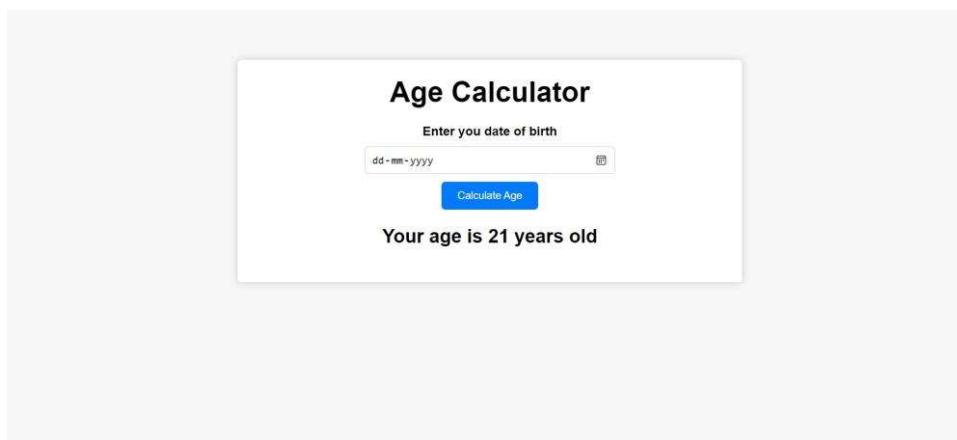 Age Calculator
Enter you date of birth
dd-mm-yyyy
Calculate Age
Your age is 21 years old